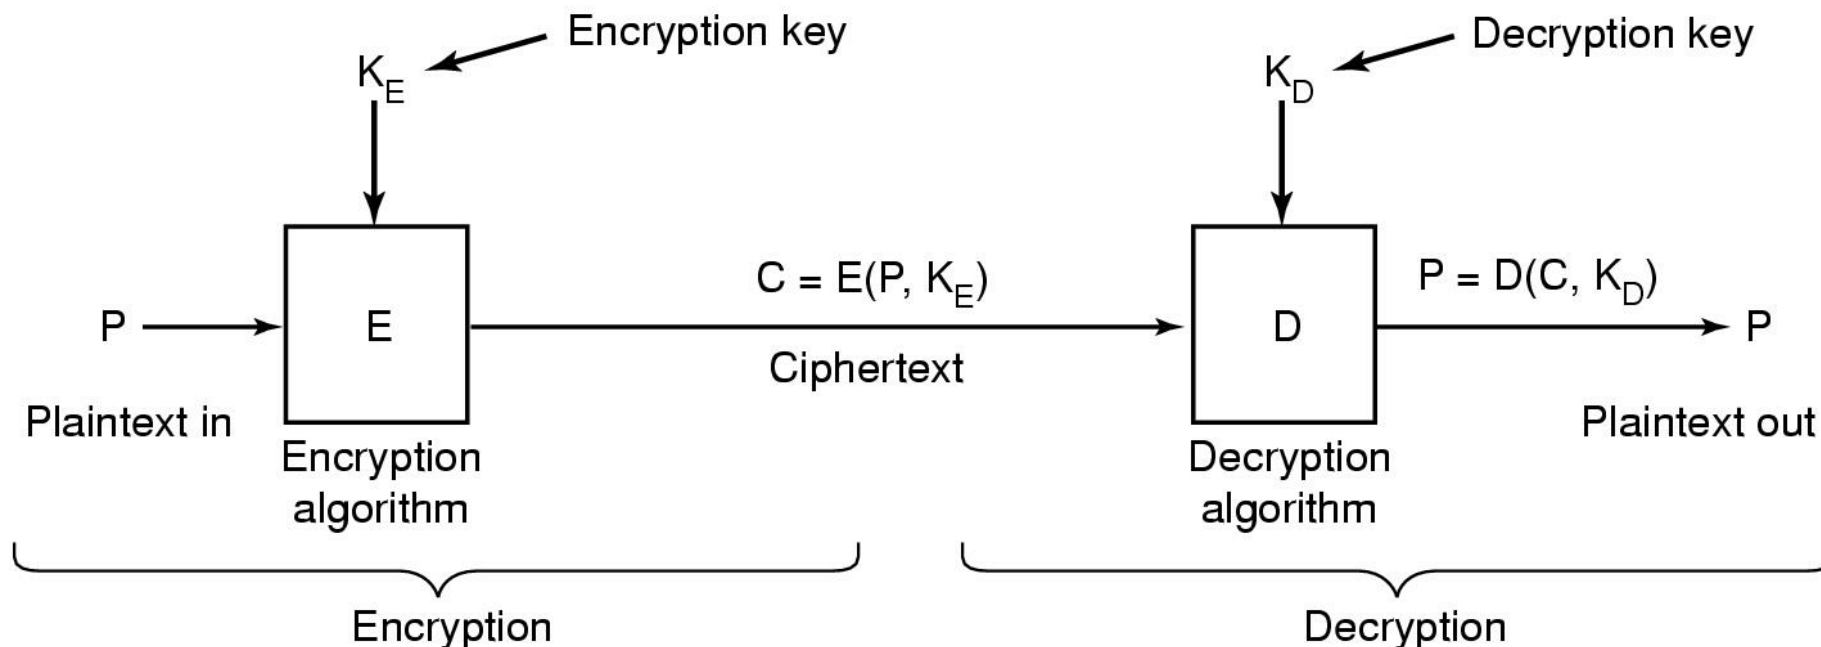 Encryption key
K_E
Decryption key
K_D
C = E(P, K_E)
P = D(C, K_D)
P
E
D
P
Ciphertext
Plaintext in
Plaintext out
Encryption
algorithm
Decryption
algorithm
Encryption
Decryption